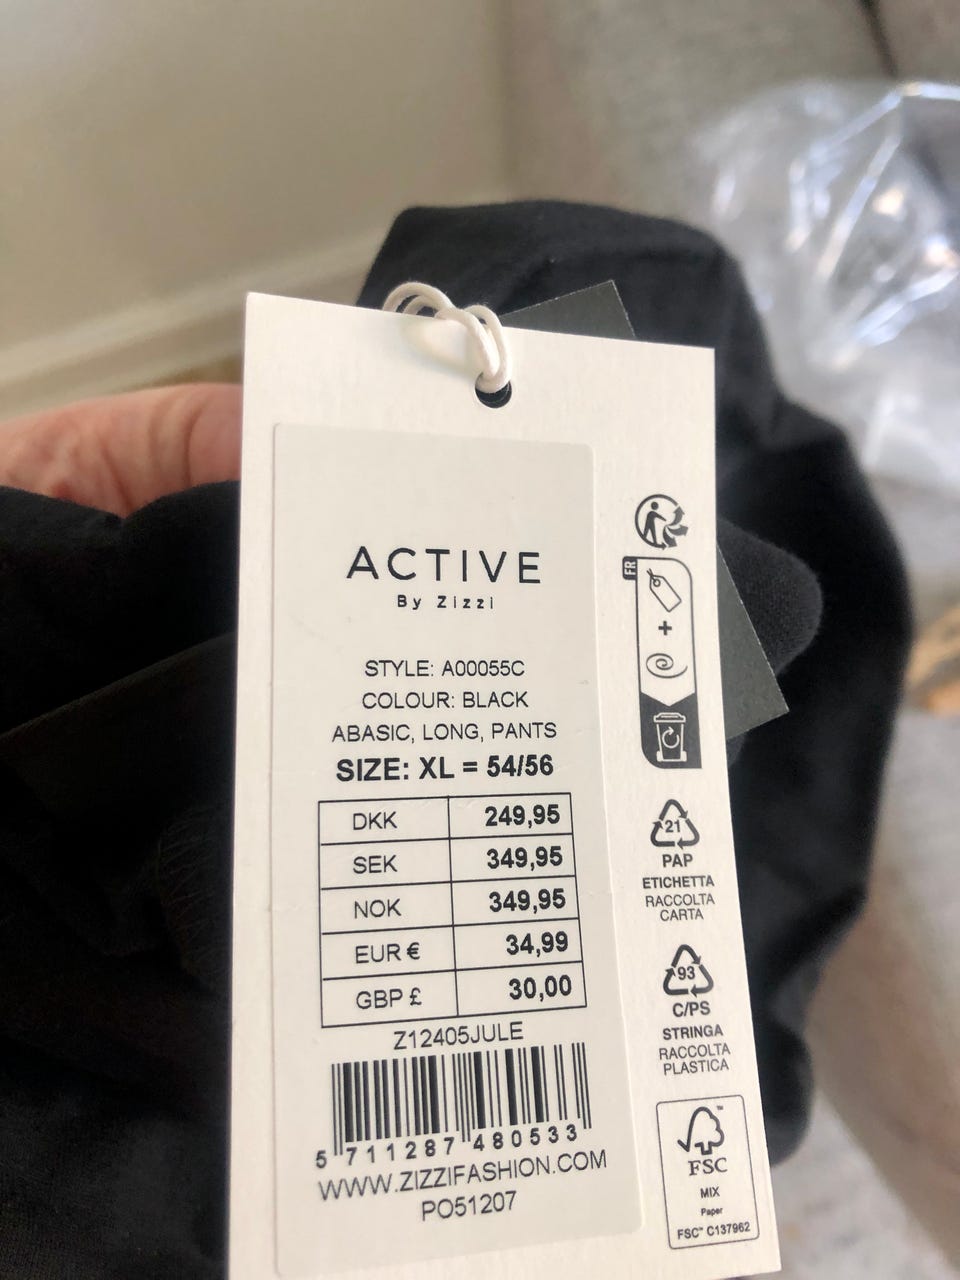 ACTIVE
By Zizzi
STYLE: A00055C
COLOUR: BLACK
ABASIC, LONG, PANTS
SIZE: XL = 54/56
DKK 249,95
SEK 349,95
NOK 349,95
EUR € 34,99
GBP £ 30,00
Z12405JULE
5 711287 480533
WWW.ZIZZIFASHION.COM
PO51207
FR
+
21
PAP
ETICHETTA
RACCOLTA
CARTA
93
C/PS
STRINGA
RACCOLTA
PLASTICA
FSC™
MIX
Paper
FSC™ C137962